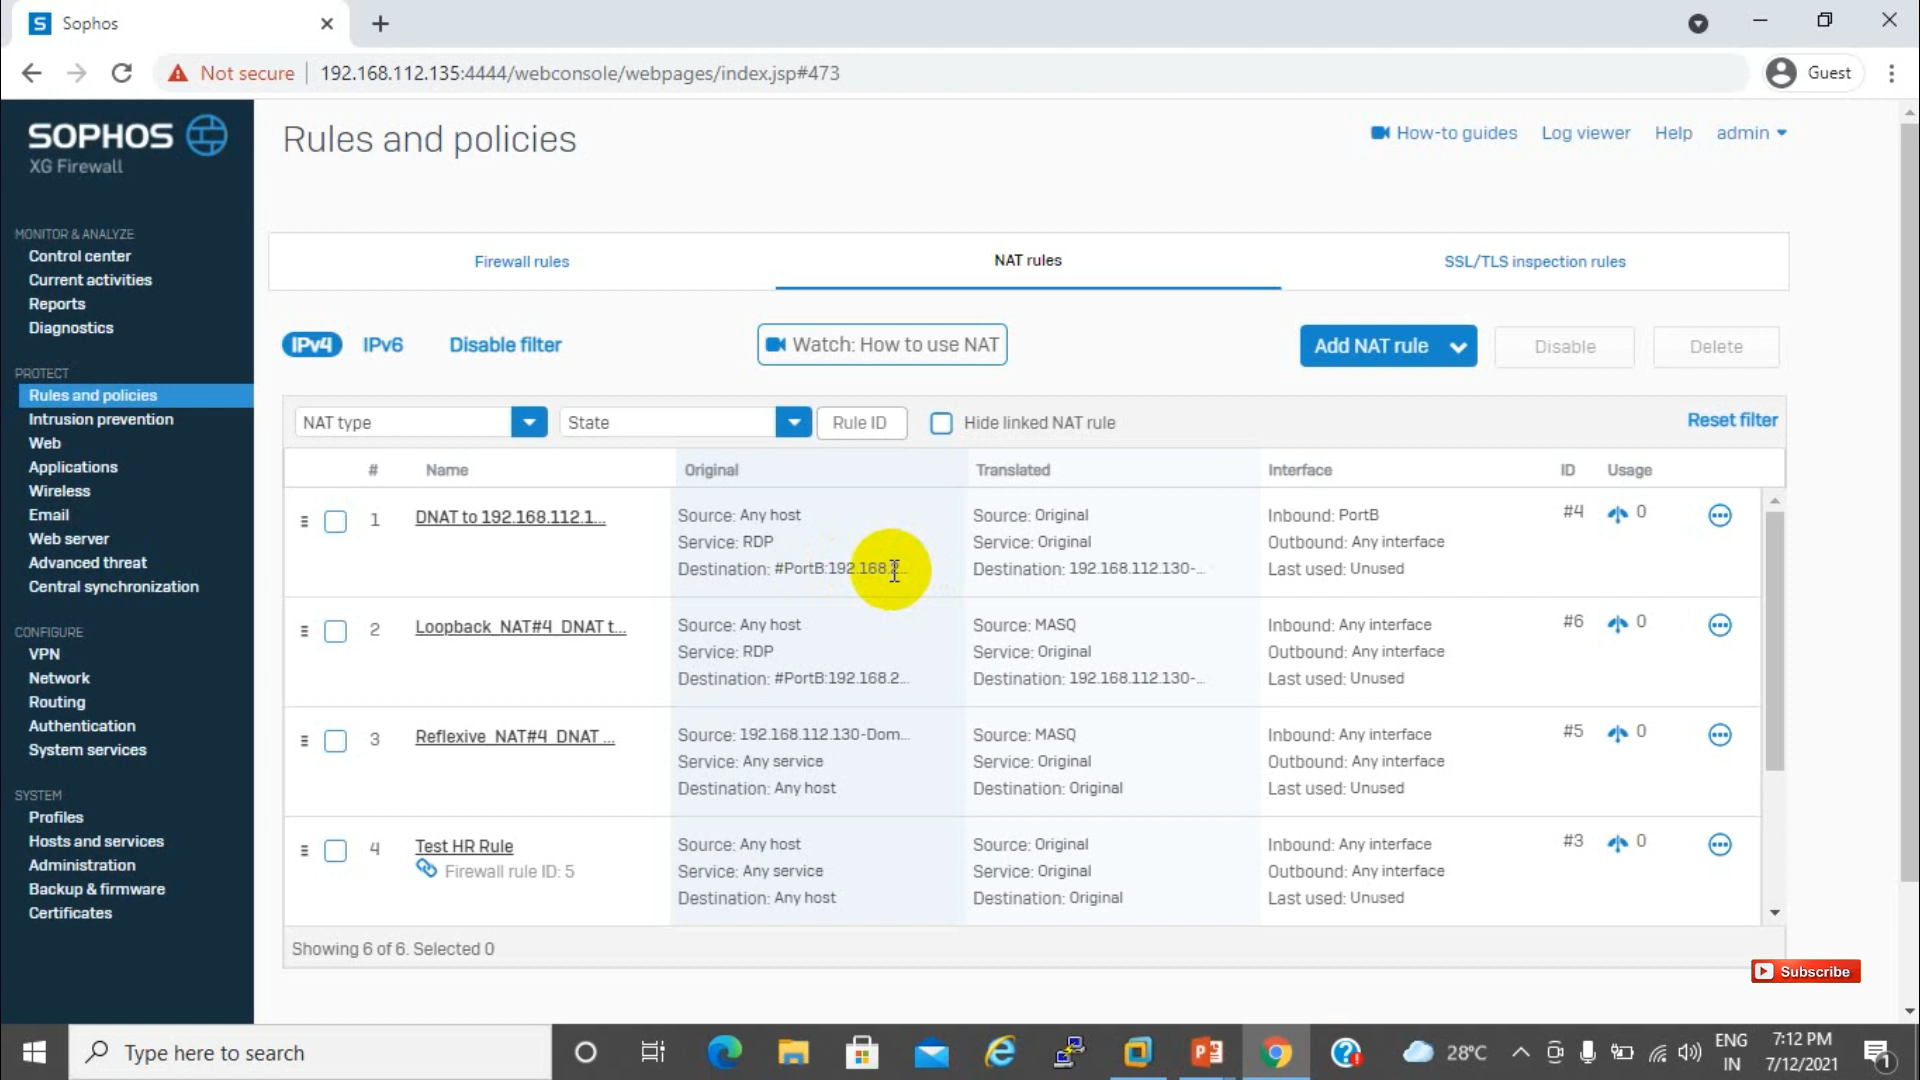 S Sophos
Not secure 192.168.112.135:4444/webconsole/webpages/index.jsp#473 Guest
SOPHOS
XG Firewall
MONITOR & ANALYZE
Control center
Current activities
Reports
Diagnostics
PROTECT
Rules and policies
Intrusion prevention
Web
Applications
Wireless
Email
Web server
Advanced threat
Central synchronization
CONFIGURE
VPN
Network
Routing
Authentication
System services
SYSTEM
Profiles
Hosts and services
Administration
Backup & firmware
Certificates
Rules and policies
How-to guides Log viewer Help admin
Firewall rules NAT rules SSL/TLS inspection rules
IPv4 IPv6 Disable filter Watch: How to use NAT Add NAT rule Disable Delete
NAT type State Rule ID Hide linked NAT rule Reset filter
# Name Original Translated Interface ID Usage
1 DNAT to 192.168.112.1... Source: Any host Source: Original Inbound: PortB #4 0
Service: RDP Service: Original Outbound: Any interface
Destination: #PortB:192.168.2... Destination: 192.168.112.130-... Last used: Unused
2 Loopback_NAT#4_DNAT t... Source: Any host Source: MASQ Inbound: Any interface #6 0
Service: RDP Service: Original Outbound: Any interface
Destination: #PortB:192.168.2... Destination: 192.168.112.130-... Last used: Unused
3 Reflexive_NAT#4_DNAT ... Source: 192.168.112.130-Dom... Source: MASQ Inbound: Any interface #5 0
Service: Any service Service: Original Outbound: Any interface
Destination: Any host Destination: Original Last used: Unused
4 Test HR Rule Source: Any host Source: Original Inbound: Any interface #3 0
Firewall rule ID: 5 Service: Any service Service: Original Outbound: Any interface
Destination: Any host Destination: Original Last used: Unused
Showing 6 of 6. Selected 0
Subscribe
Type here to search 28°C ENG 7:12 PM
IN 7/12/2021 1